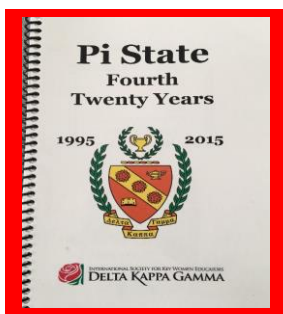 Pi State
Fourth
Twenty Years
1995 2015
Delta Kappa Gamma
INTERNATIONAL SOCIETY FOR KEY WOMEN EDUCATORS
DELTA KAPPA GAMMA